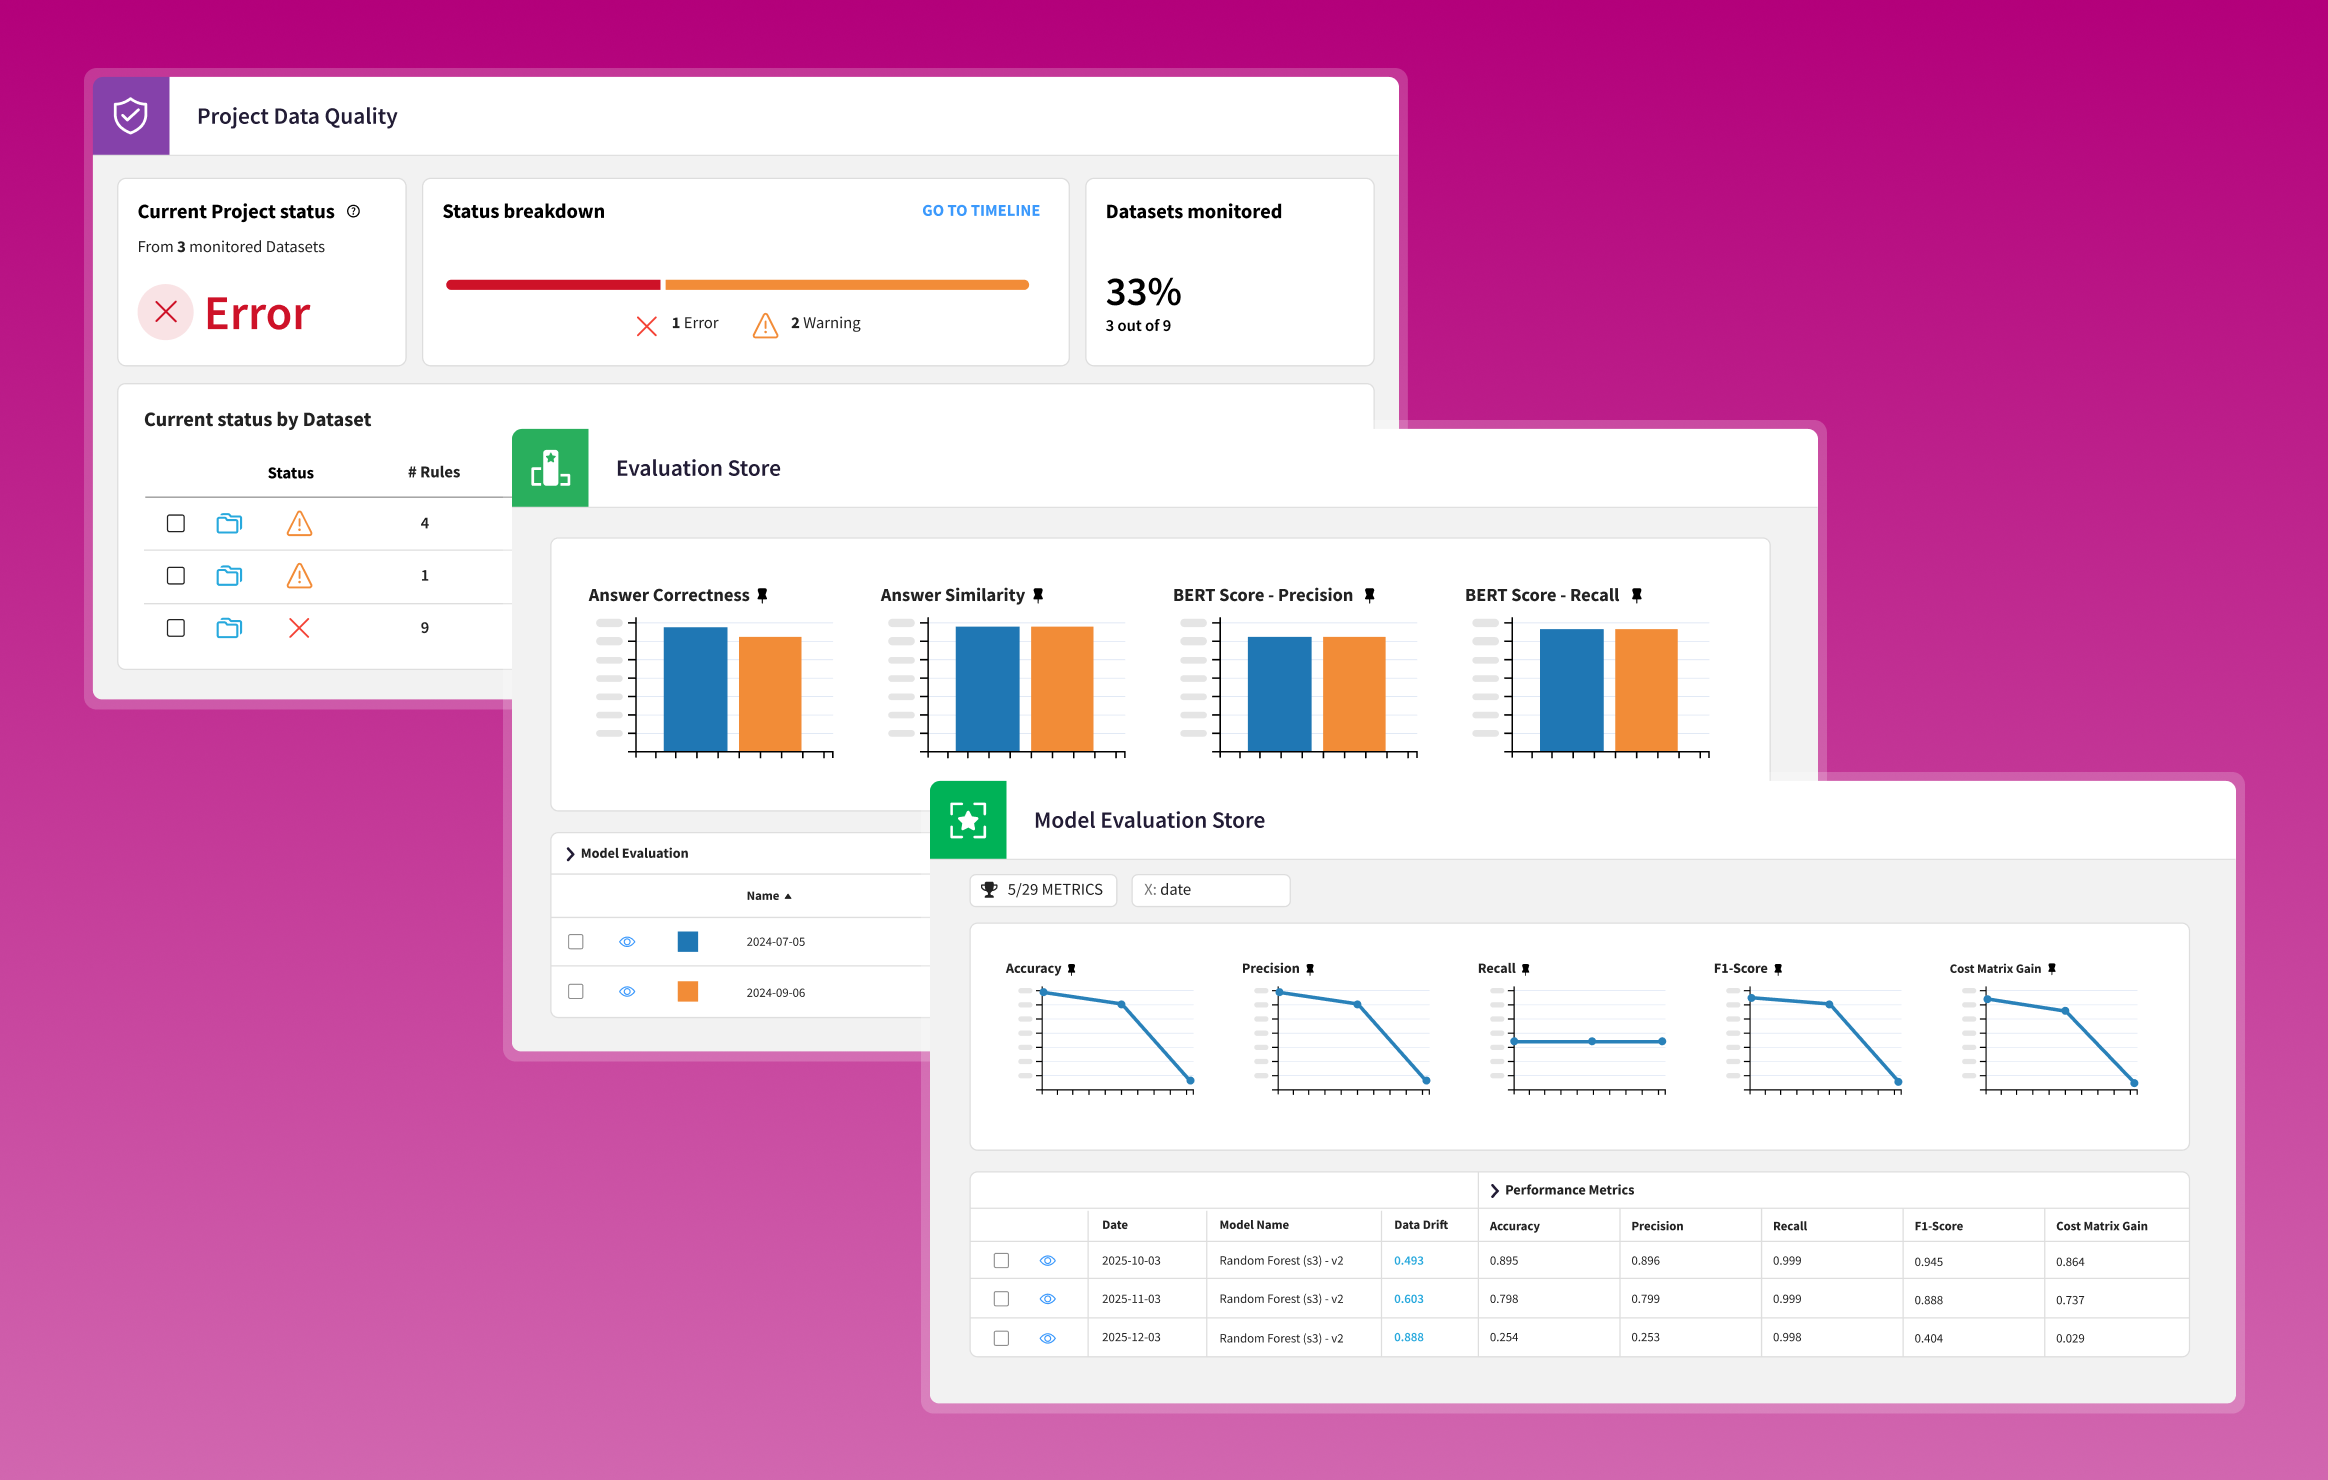 Project Data Quality
Current Project status
From 3 monitored Datasets
Error
Status breakdown
GO TO TIMELINE
1 Error
2 Warning
Datasets monitored
33%
3 out of 9
Current status by Dataset
Status # Rules
4
1
9
Evaluation Store
Answer Correctness
Answer Similarity
BERT Score - Precision
BERT Score - Recall
Model Evaluation
Name
2024-07-05
2024-09-06
Model Evaluation Store
5/29 METRICS
X: date
Accuracy
Precision
Recall
F1-Score
Cost Matrix Gain
Performance Metrics
Date Model Name Data Drift Accuracy Precision Recall F1-Score Cost Matrix Gain
2025-10-03 Random Forest (s3) - v2 0.493 0.895 0.896 0.999 0.945 0.864
2025-11-03 Random Forest (s3) - v2 0.603 0.798 0.799 0.999 0.888 0.737
2025-12-03 Random Forest (s3) - v2 0.888 0.254 0.253 0.998 0.404 0.029